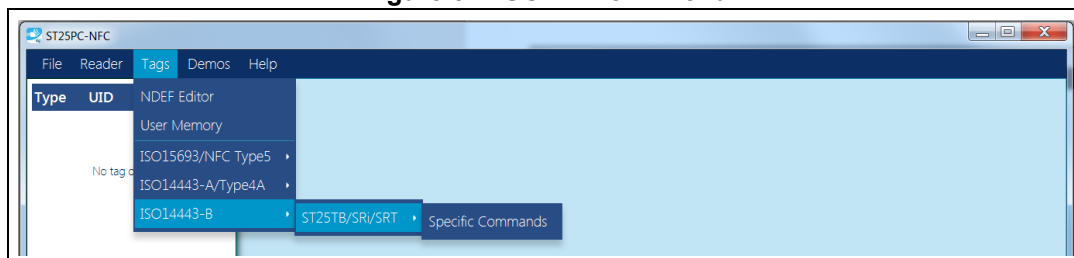 ST25PC-NFC
File Reader Tags Demos Help
Type UID
NDEF Editor
User Memory
ISO15693/NFC Type5
No tag
ISO14443-A/Type4A
ISO14443-B
ST25TB/SRi/SRT
Specific Commands